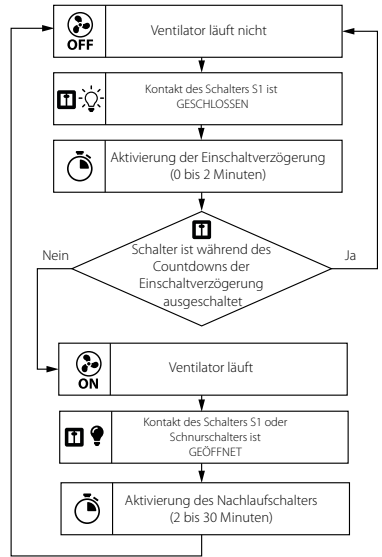 OFF
Ventilator läuft nicht
Kontakt des Schalters S1 ist
GESCHLOSSEN
Aktivierung der Einschaltverzögerung
(0 bis 2 Minuten)
Nein
Schalter ist während des
Countdowns der
Einschaltverzögerung
ausgeschaltet
Ja
ON
Ventilator läuft
Kontakt des Schalters S1 oder
Schnurschalters ist
GEÖFFNET
Aktivierung des Nachlaufschalters
(2 bis 30 Minuten)